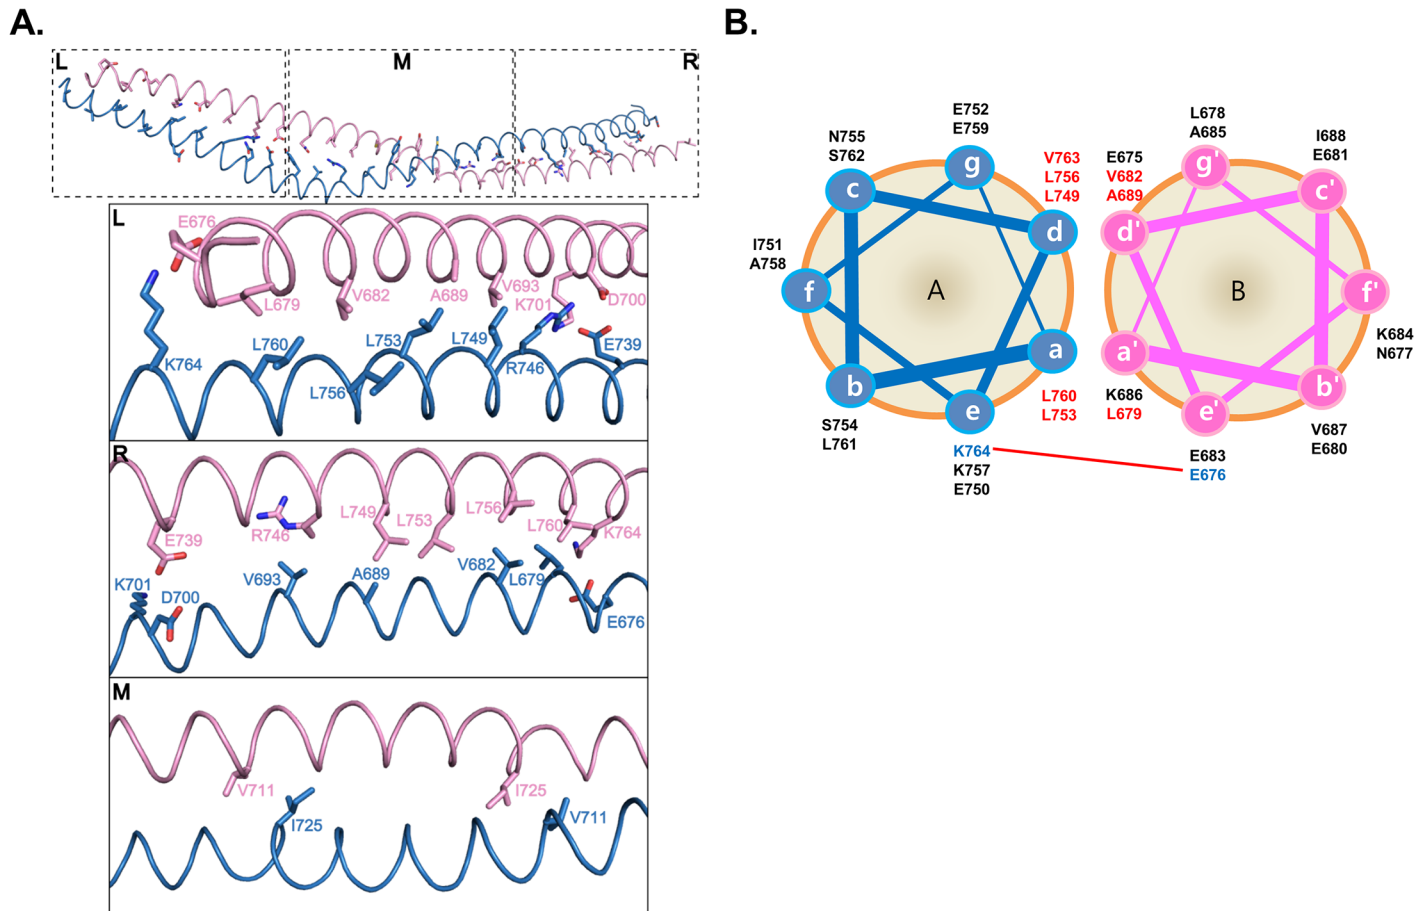 A.
L
M
R
L
E676
L679
V682
A689
V693
K701
D700
K764
L760
L756
L753
L749
R746
E739
R
E739
R746
L749
L753
L756
L760
K764
K701
D700
V693
A689
V682
L679
E676
M
V711
I725
I725
V711
B.
E752
E759
N755
S762
I751
A758
S754
L761
K764
K757
E750
L760
L753
V763
L756
L749
g
c
d
f
A
a
b
e
L678
A685
I688
E681
E675
V682
A689
K684
N677
K686
L679
V687
E680
E683
E676
g'
c'
d'
f'
B
a'
b'
e'